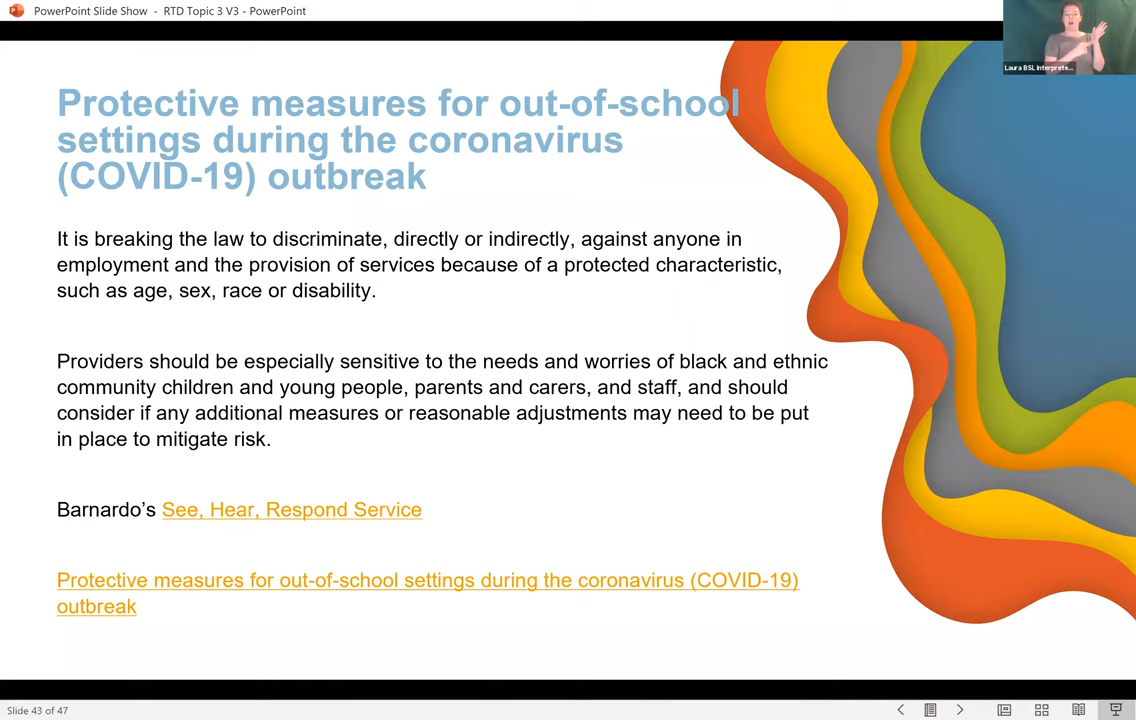 PowerPoint Slide Show - RTD Topic 3 V3 - PowerPoint
Laura BSL Interprete...
Protective measures for out-of-school
settings during the coronavirus
(COVID-19) outbreak
It is breaking the law to discriminate, directly or indirectly, against anyone in
employment and the provision of services because of a protected characteristic,
such as age, sex, race or disability.
Providers should be especially sensitive to the needs and worries of black and ethnic
community children and young people, parents and carers, and staff, and should
consider if any additional measures or reasonable adjustments may need to be put
in place to mitigate risk.
Barnardo’s See, Hear, Respond Service
Protective measures for out-of-school settings during the coronavirus (COVID-19)
outbreak
Slide 43 of 47